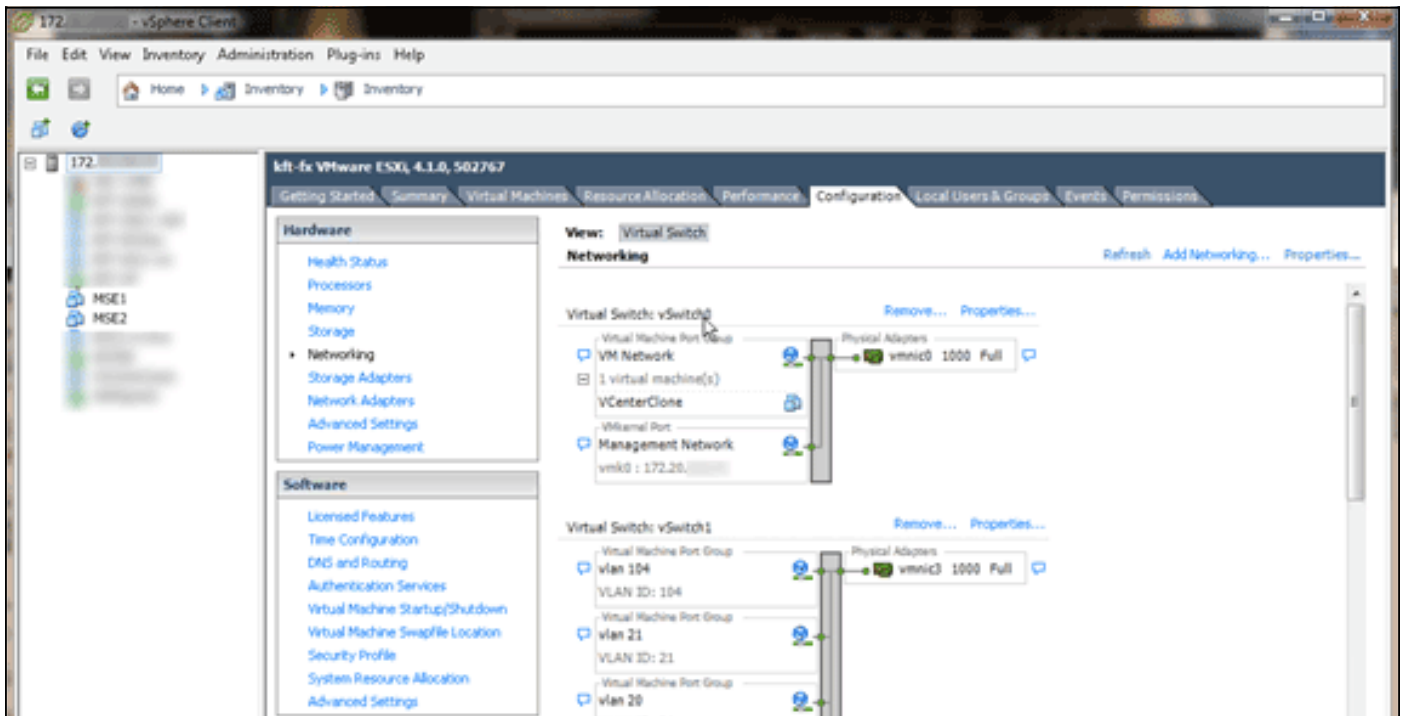 172. - vSphere Client
File Edit View Inventory Administration Plug-ins Help
Home Inventory Inventory
172.
MSE1
MSE2
kft-fx VMware ESXi, 4.1.0, 502767
Getting Started Summary Virtual Machines Resource Allocation Performance Configuration Local Users & Groups Events Permissions
Hardware
Health Status
Processors
Memory
Storage
Networking
Storage Adapters
Network Adapters
Advanced Settings
Power Management
Software
Licensed Features
Time Configuration
DNS and Routing
Authentication Services
Virtual Machine Startup/Shutdown
Virtual Machine Swapfile Location
Security Profile
System Resource Allocation
Advanced Settings
View: Virtual Switch
Networking
Refresh Add Networking... Properties...
Virtual Switch: vSwitch0 Remove... Properties...
Virtual Machine Port Group Physical Adapters
VM Network vmnic0 1000 Full
1 virtual machine(s)
VCenterClone
VMkernel Port
Management Network
vmk0 : 172.20.
Virtual Switch: vSwitch1 Remove... Properties...
Virtual Machine Port Group Physical Adapters
vlan 104 vmnic3 1000 Full
VLAN ID: 104
Virtual Machine Port Group
vlan 21
VLAN ID: 21
Virtual Machine Port Group
vlan 20